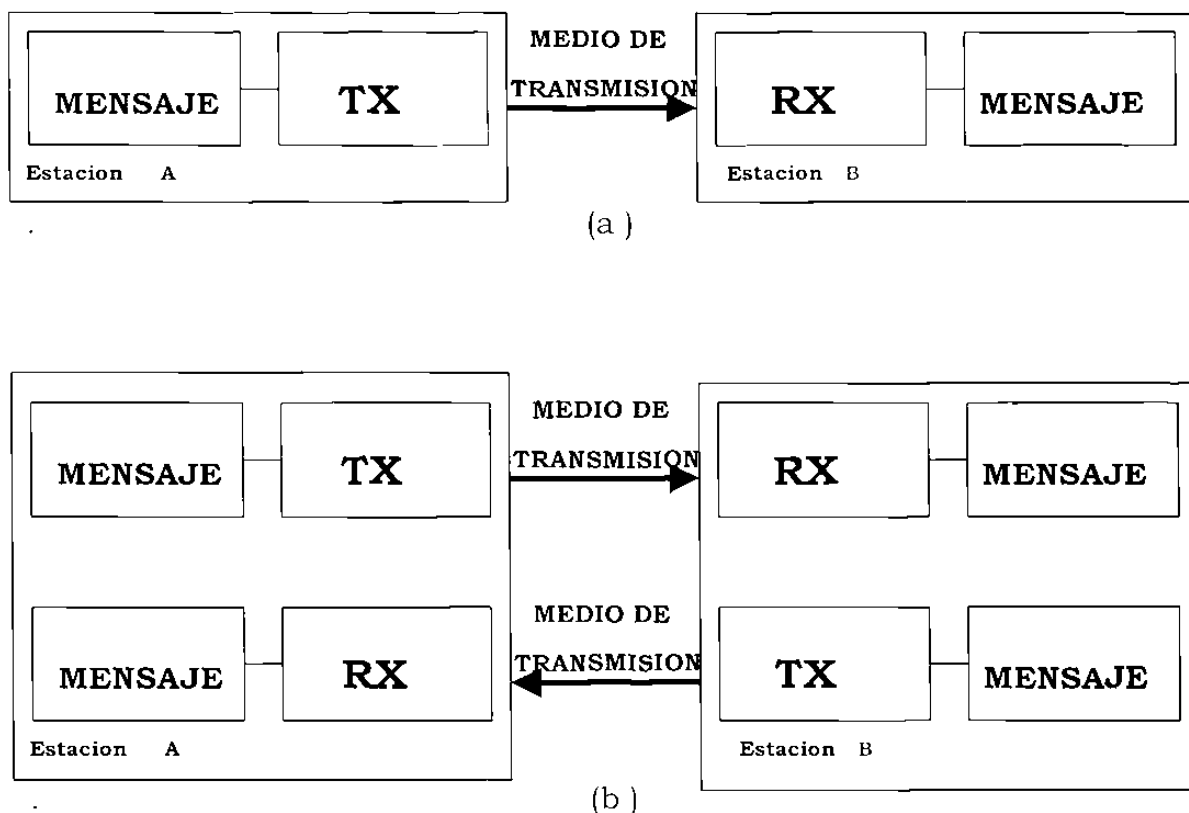 MEDIO DE
TRANSMISION
MENSAJE
TX
RX
MENSAJE
Estacion A
Estacion B
(a )
MEDIO DE
TRANSMISION
MENSAJE
TX
RX
MENSAJE
MEDIO DE
TRANSMISION
MENSAJE
RX
TX
MENSAJE
Estacion A
Estacion B
(b )